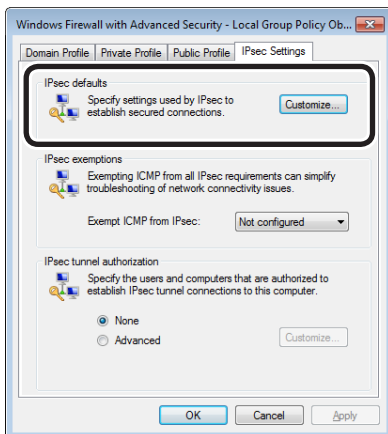 Windows Firewall with Advanced Security - Local Group Policy Ob...
Domain Profile Private Profile Public Profile IPsec Settings
IPsec defaults
Specify settings used by IPsec to
establish secured connections.
Customize...
IPsec exemptions
Exempting ICMP from all IPsec requirements can simplify
troubleshooting of network connectivity issues.
Exempt ICMP from IPsec: Not configured
IPsec tunnel authorization
Specify the users and computers that are authorized to
establish IPsec tunnel connections to this computer.
None
Advanced
Customize...
OK Cancel Apply